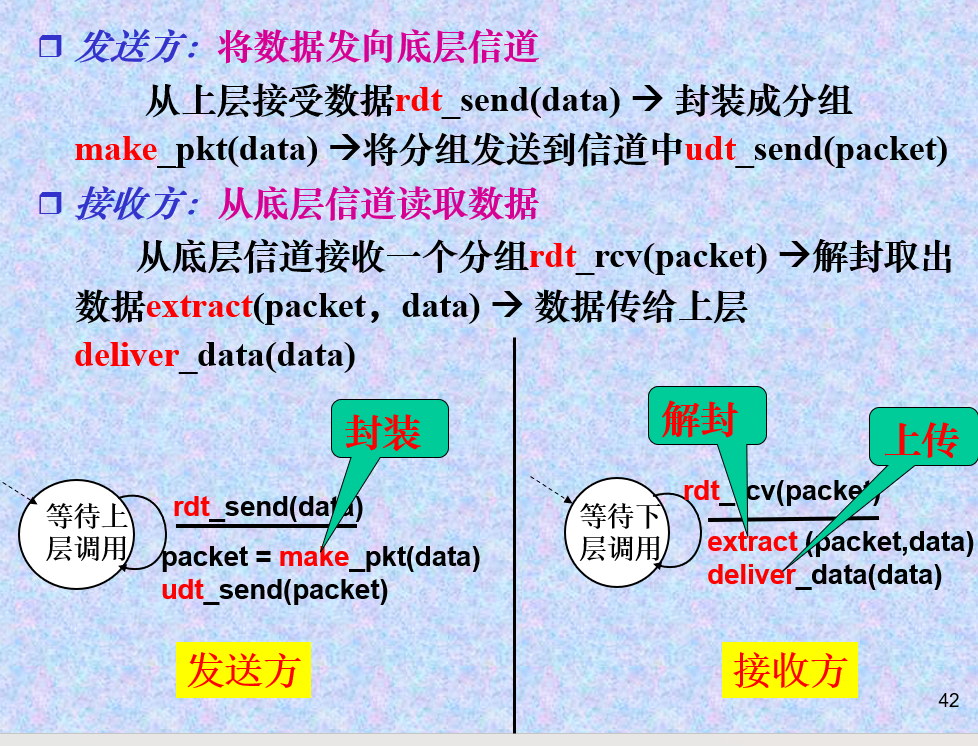 发送方：将数据发向底层信道
从上层接受数据rdt_send(data) → 封装成分组
make_pkt(data) →将分组发送到信道中udt_send(packet)
接收方：从底层信道读取数据
从底层信道接收一个分组rdt_rcv(packet) →解封取出
数据extract(packet，data) → 数据传给上层
deliver_data(data)
封装
解封
上传
等待上
层调用
rdt_send(data)
packet = make_pkt(data)
udt_send(packet)
等待下
层调用
rdt_rcv(packet)
extract (packet,data)
deliver_data(data)
发送方
接收方
42